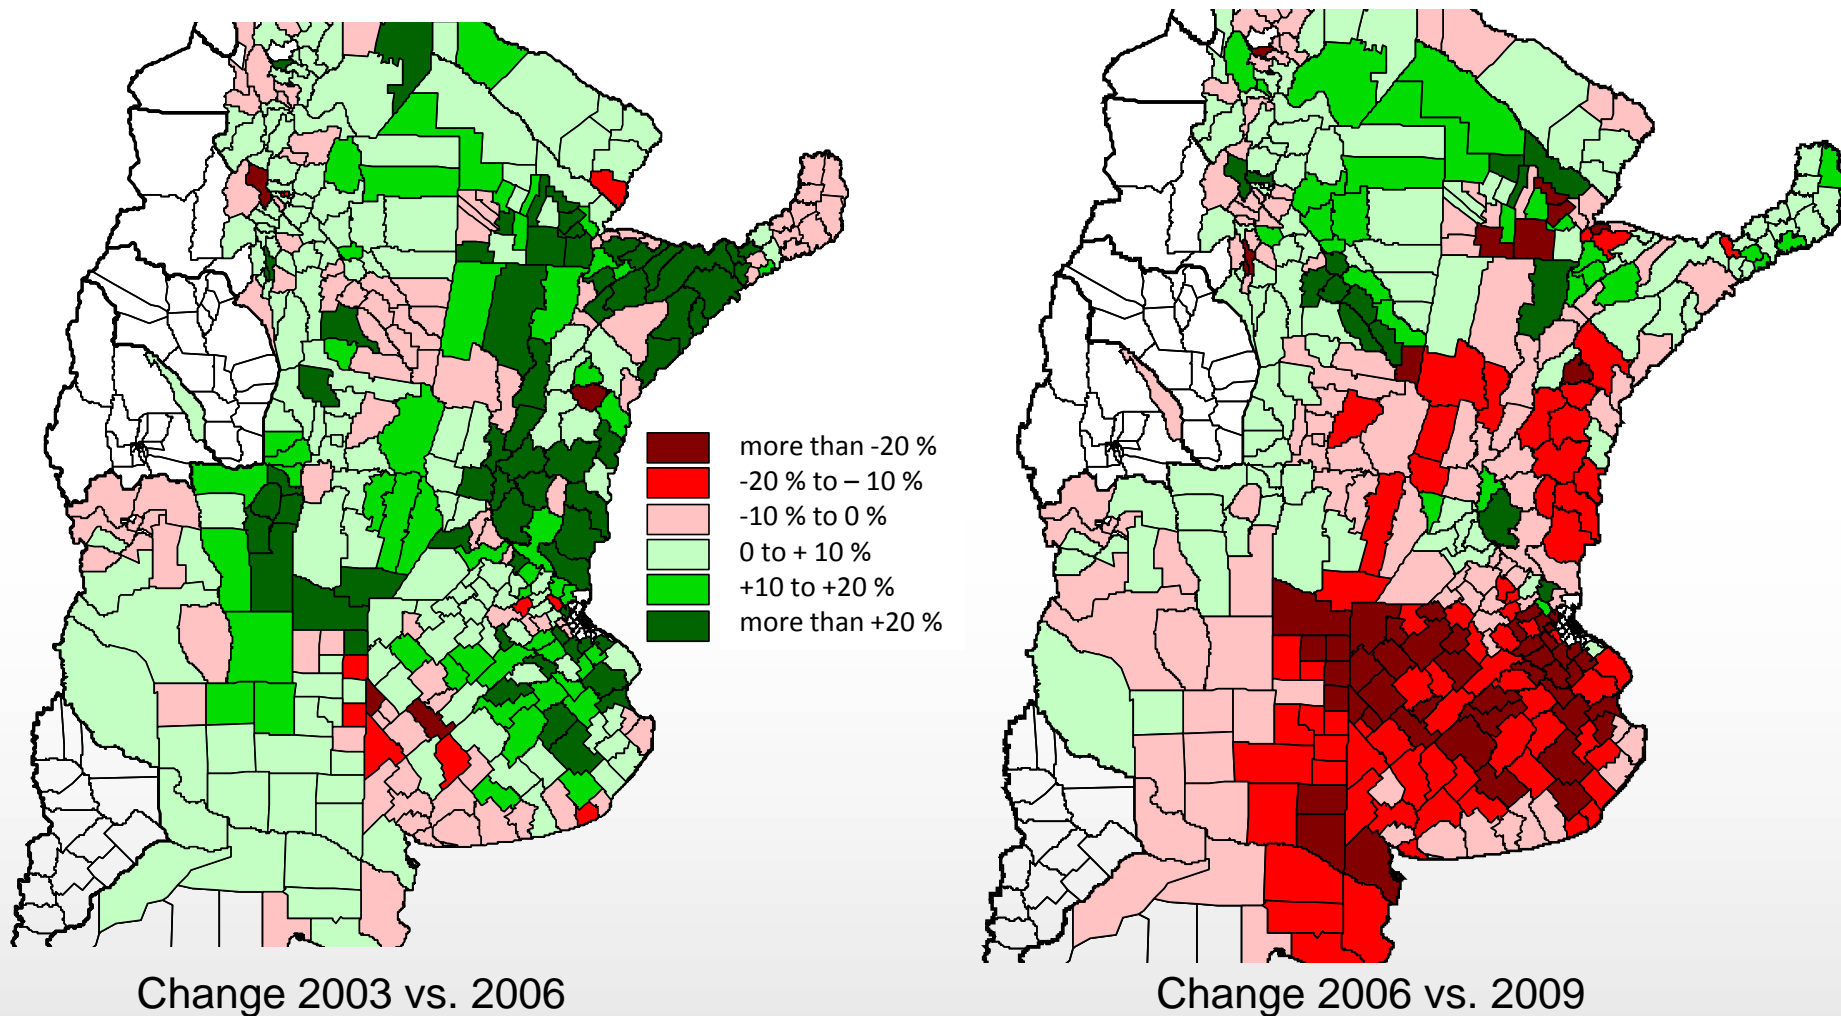 more than -20 %
-20 % to – 10 %
-10 % to 0 %
0 to + 10 %
+10 to +20 %
more than +20 %
Change 2003 vs. 2006
Change 2006 vs. 2009